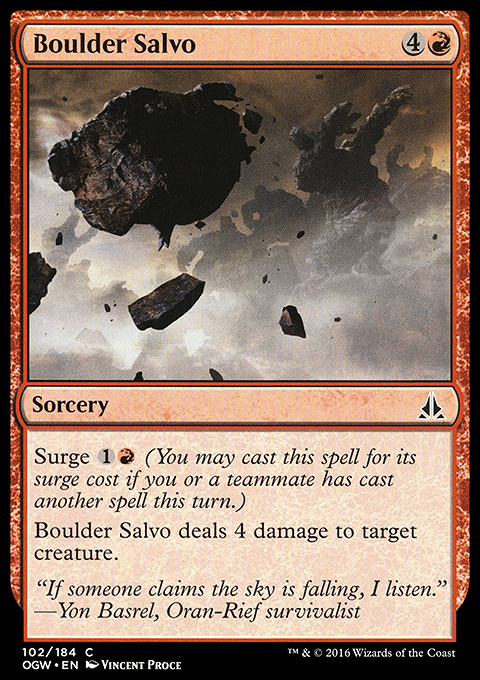 Boulder Salvo 4
Sorcery
Surge 1 (You may cast this spell for its
surge cost if you or a teammate has cast
another spell this turn.)
Boulder Salvo deals 4 damage to target
creature.
“If someone claims the sky is falling, I listen.”
—Yon Basrel, Oran-Rief survivalist
102/184 C
OGW • EN Vincent Proce ™ & © 2016 Wizards of the Coast